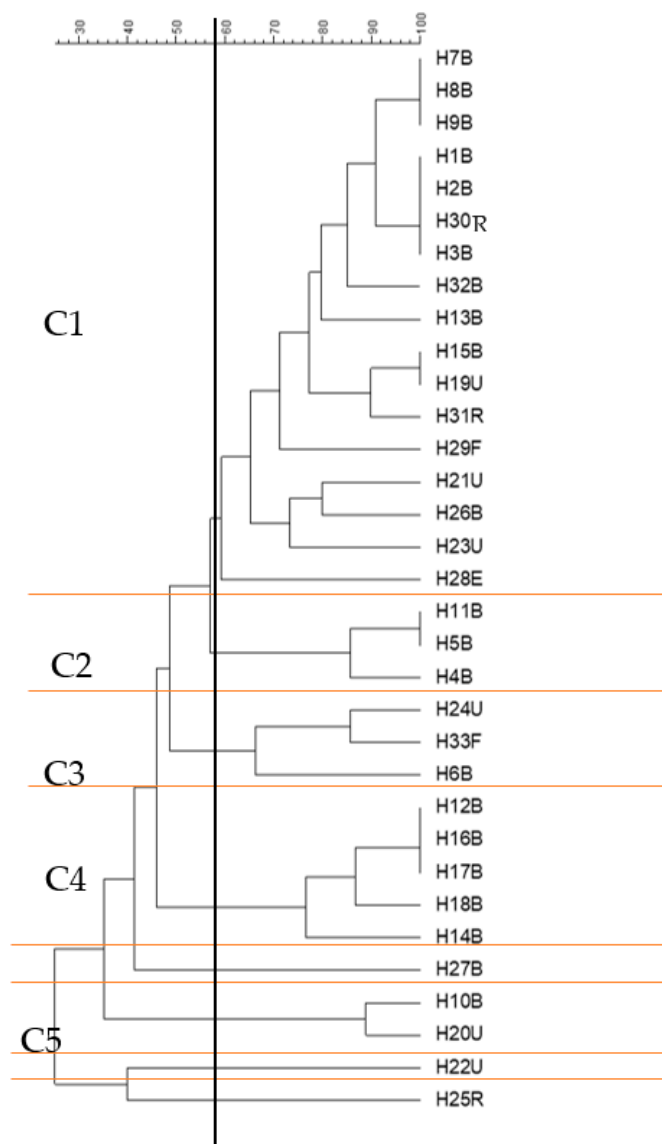 30 40 50 60 70 80 90 100
H7B
H8B
H9B
H1B
H2B
H30R
H3B
H32B
H13B
C1
H15B
H19U
H31R
H29F
H21U
H26B
H23U
H28E
H11B
H5B
C2
H4B
H24U
H33F
C3
H6B
H12B
H16B
H17B
C4
H18B
H14B
H27B
H10B
H20U
C5
H22U
H25R